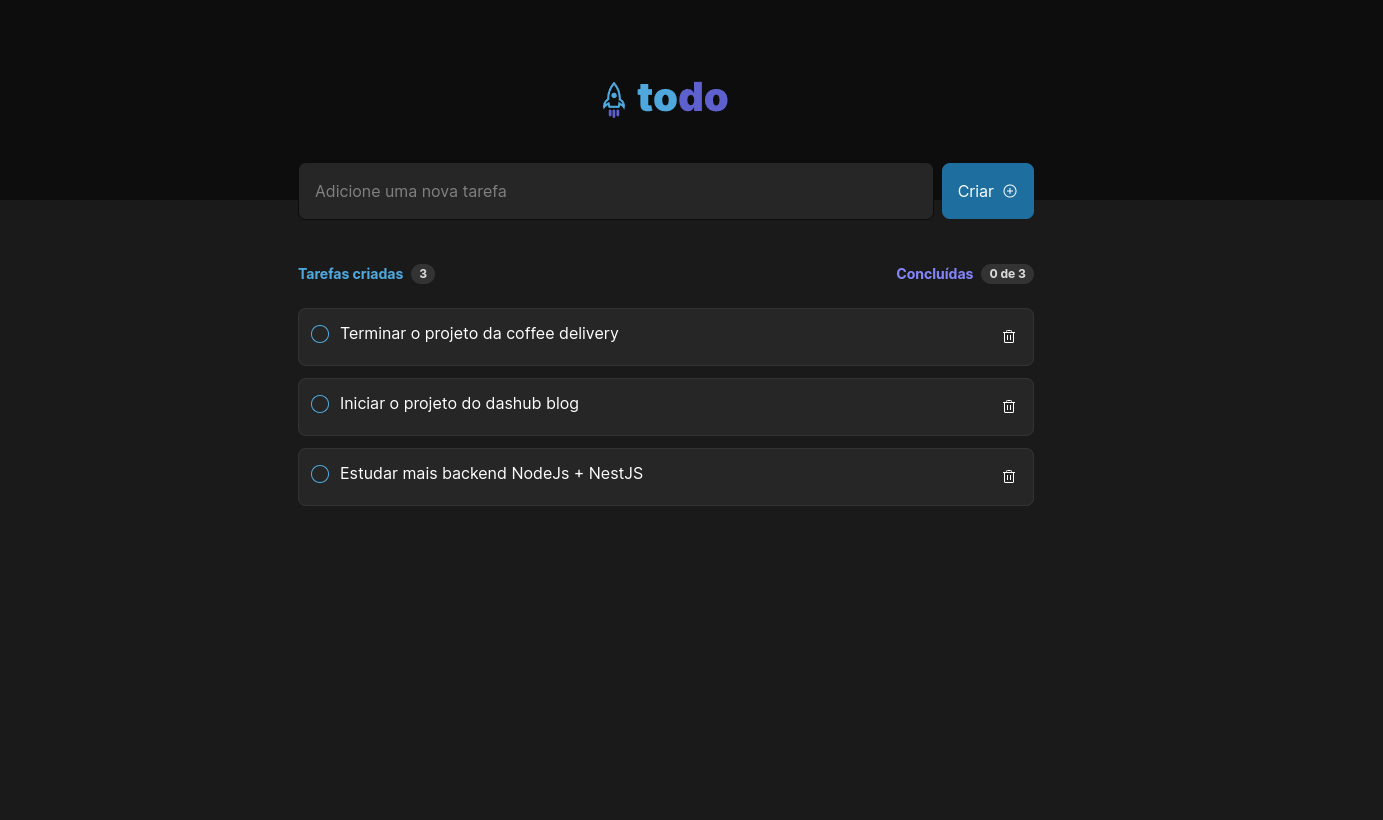 todo
Adicione uma nova tarefa
Criar
Tarefas criadas 3
Concluídas 0 de 3
Terminar o projeto da coffee delivery
Iniciar o projeto do dashub blog
Estudar mais backend NodeJs + NestJS